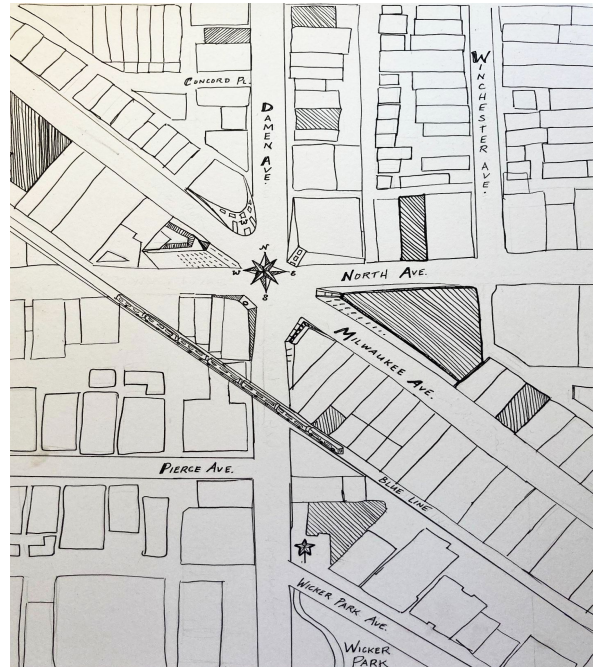 CONCORD PL.
DAMEN AVE.
WINCHESTER AVE.
N
W
E
S
NORTH AVE.
MILWAUKEE AVE.
PIERCE AVE.
BLUE LINE
WICKER PARK AVE.
WICKER
PARK